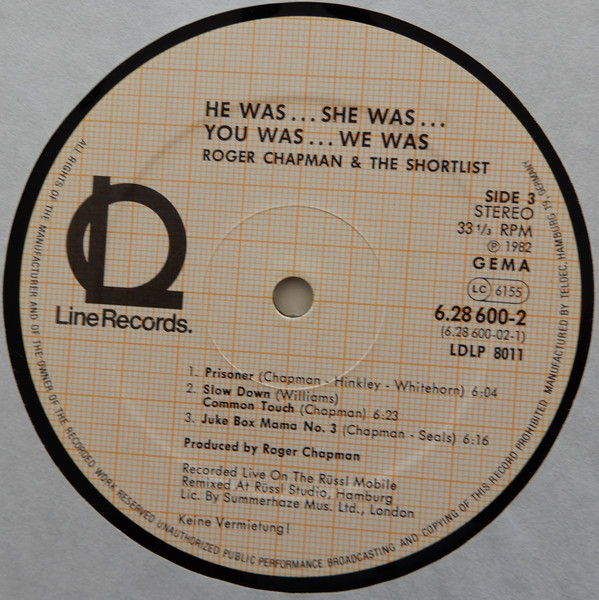 HE WAS... SHE WAS...
YOU WAS... WE WAS
ROGER CHAPMAN & THE SHORTLIST
SIDE 3
STEREO
33 1/3 RPM
Ⓟ 1982
GEMA
LC 6155
6.28 600-2
(6.28 600-02-1)
LDLP 8011
Line Records.
1. Prisoner (Chapman - Hinkley - Whitehorn) 6:04
2. Slow Down (Williams)
Common Touch (Chapman) 6:23
3. Juke Box Mama No. 3 (Chapman - Seals) 6:16
Produced by Roger Chapman
Recorded Live On The Rüssl Mobile
Remixed At Rüssl Studio, Hamburg
Lic. By Summerhaze Mus. Ltd., London
Keine Vermietung!
ALL RIGHTS OF THE MANUFACTURER AND OF THE OWNER OF THE RECORDED WORK RESERVED UNAUTHORIZED PUBLIC PERFORMANCE BROADCASTING AND COPYING OF THIS RECORD PROHIBITED. MANUFACTURED BY TELDEC, HAMBURG 19, GERMANY